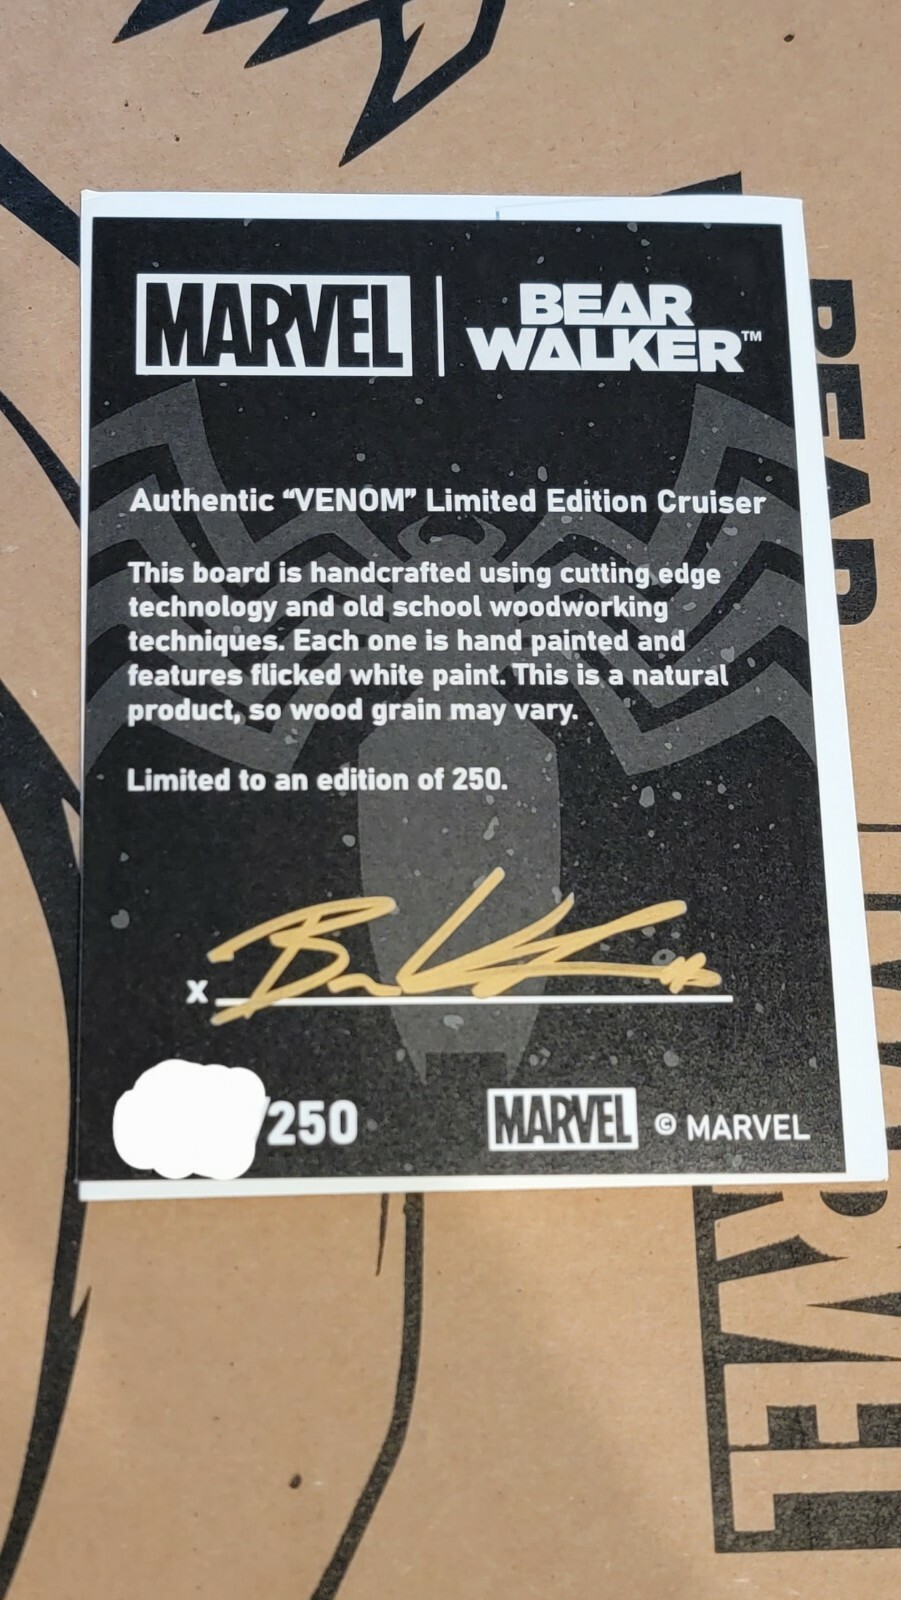 MARVEL | BEAR WALKER™
Authentic “VENOM” Limited Edition Cruiser
This board is handcrafted using cutting edge
technology and old school woodworking
techniques. Each one is hand painted and
features flicked white paint. This is a natural
product, so wood grain may vary.
Limited to an edition of 250.
x
/250
MARVEL © MARVEL
BEAR
MARVEL